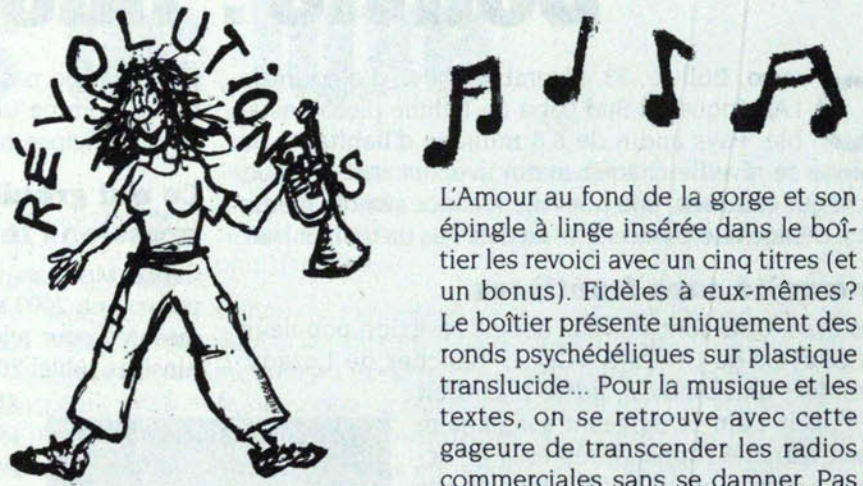 RÉVOLUTIONS
L'Amour au fond de la gorge et son
épingle à linge insérée dans le boî-
tier les revoici avec un cinq titres (et
un bonus). Fidèles à eux-mêmes ?
Le boîtier présente uniquement des
ronds psychédéliques sur plastique
translucide... Pour la musique et les
textes, on se retrouve avec cette
gageure de transcender les radios
commerciales sans se damner. Pas